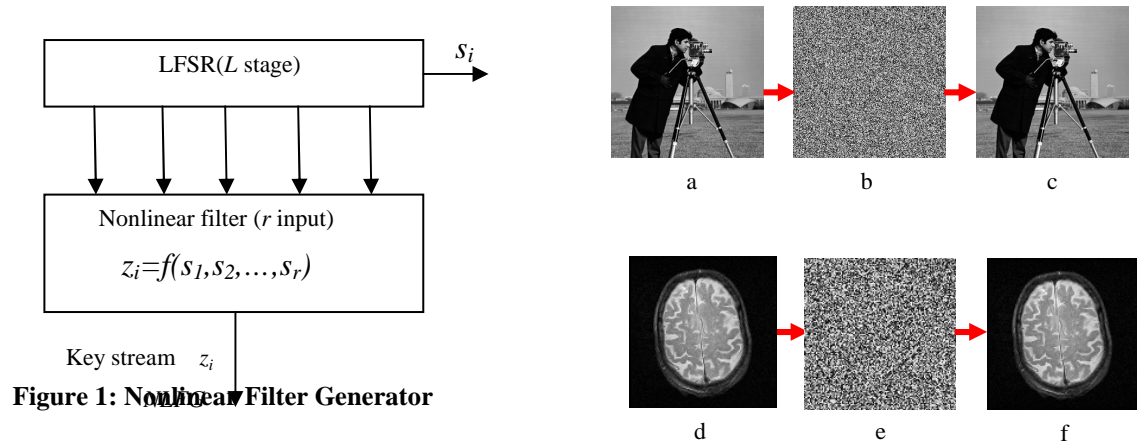 LFSR(L stage)
s_i
Nonlinear filter (r input)
z_i=f(s_1,s_2,…,s_r)
Key stream z_i
Figure 1: Nonlinear Filter Generator
a
b
c
d
e
f